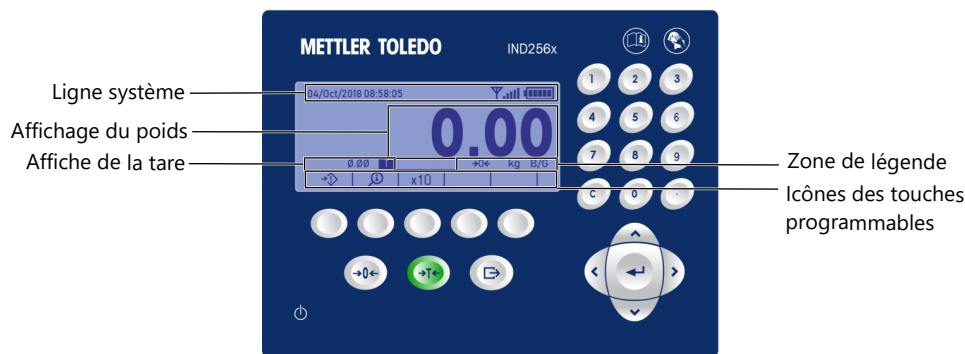 METTLER TOLEDO
IND256x
Ligne système
04/Oct/2018 08:58:05
Affichage du poids
0.00
Affiche de la tare
0.00
→0← kg B/G
Zone de légende
x10
Icônes des touches
programmables
1 2 3
4 5 6
7 8 9
C 0 .
→0← →T←